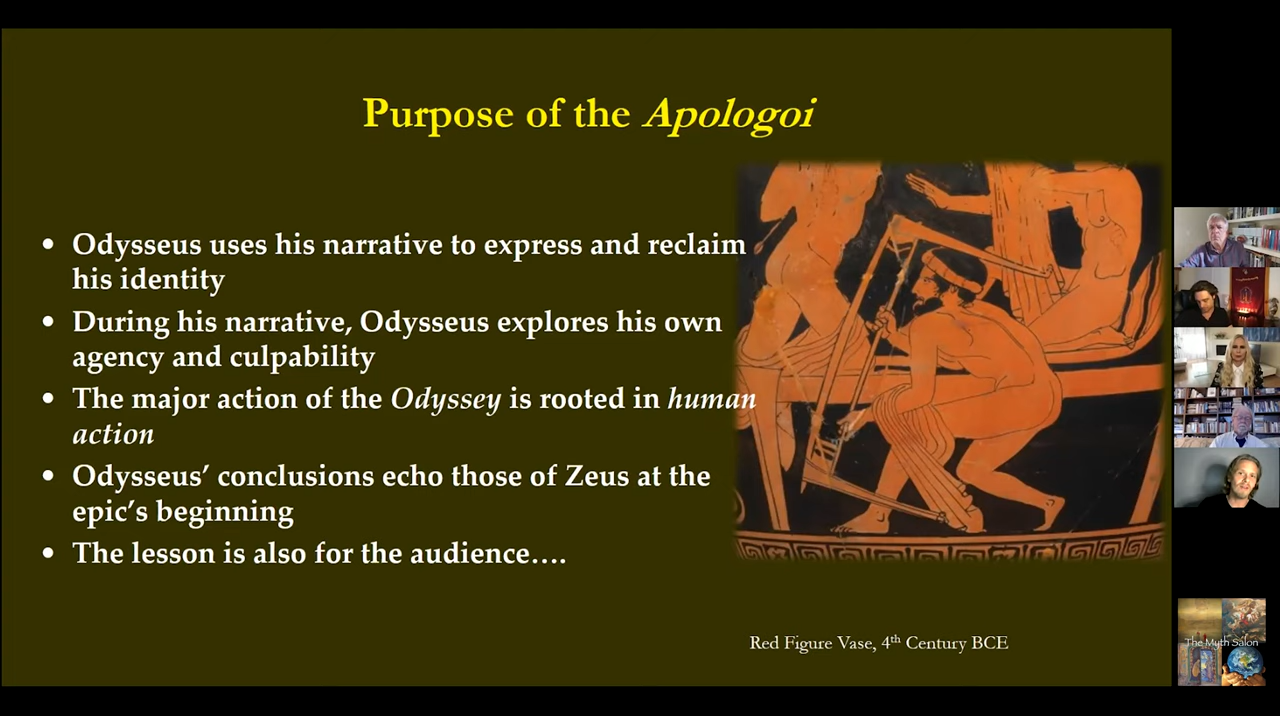 Purpose of the Apologoi
• Odysseus uses his narrative to express and reclaim
his identity
• During his narrative, Odysseus explores his own
agency and culpability
• The major action of the Odyssey is rooted in human
action
• Odysseus’ conclusions echo those of Zeus at the
epic’s beginning
• The lesson is also for the audience….
Red Figure Vase, 4th Century BCE
The Myth Salon